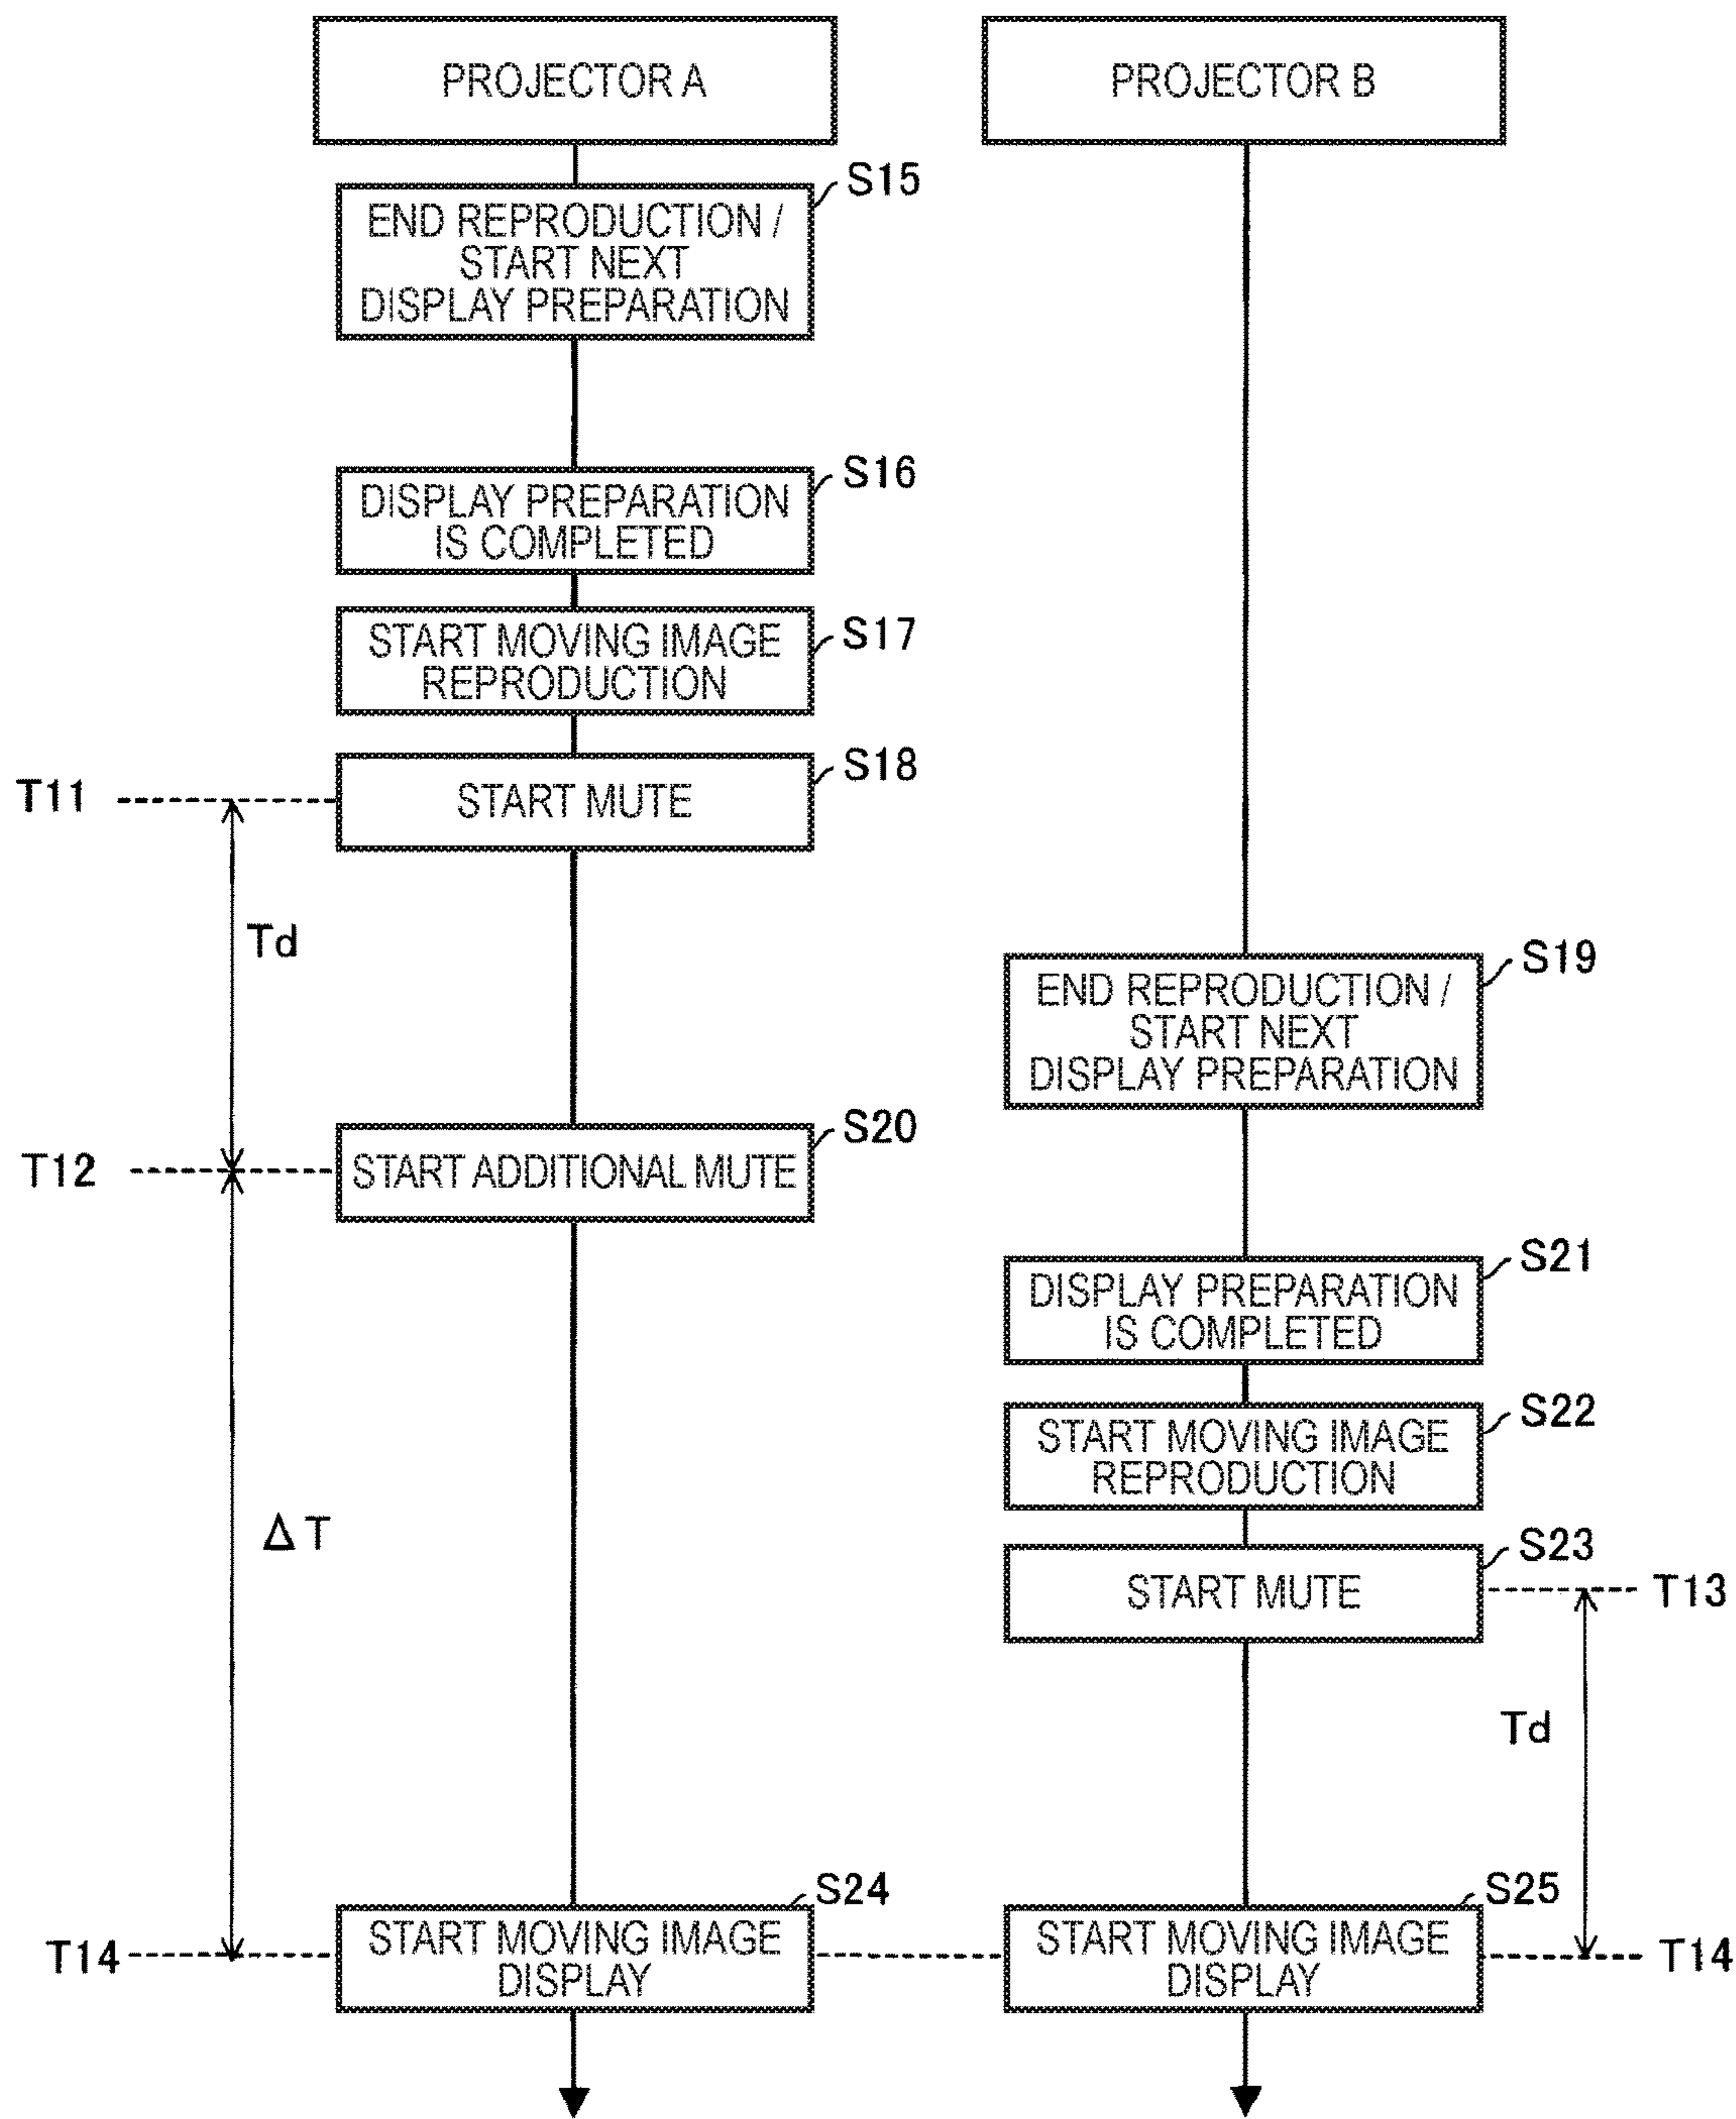 PROJECTOR A
PROJECTOR B
S15
END REPRODUCTION /
START NEXT
DISPLAY PREPARATION
S16
DISPLAY PREPARATION
IS COMPLETED
S17
START MOVING IMAGE
REPRODUCTION
S18
T11
START MUTE
Td
S19
END REPRODUCTION /
START NEXT
DISPLAY PREPARATION
S20
T12
START ADDITIONAL MUTE
S21
DISPLAY PREPARATION
IS COMPLETED
S22
START MOVING IMAGE
REPRODUCTION
ΔT
S23
START MUTE
T13
Td
S24
START MOVING IMAGE
DISPLAY
T14
S25
START MOVING IMAGE
DISPLAY
T14